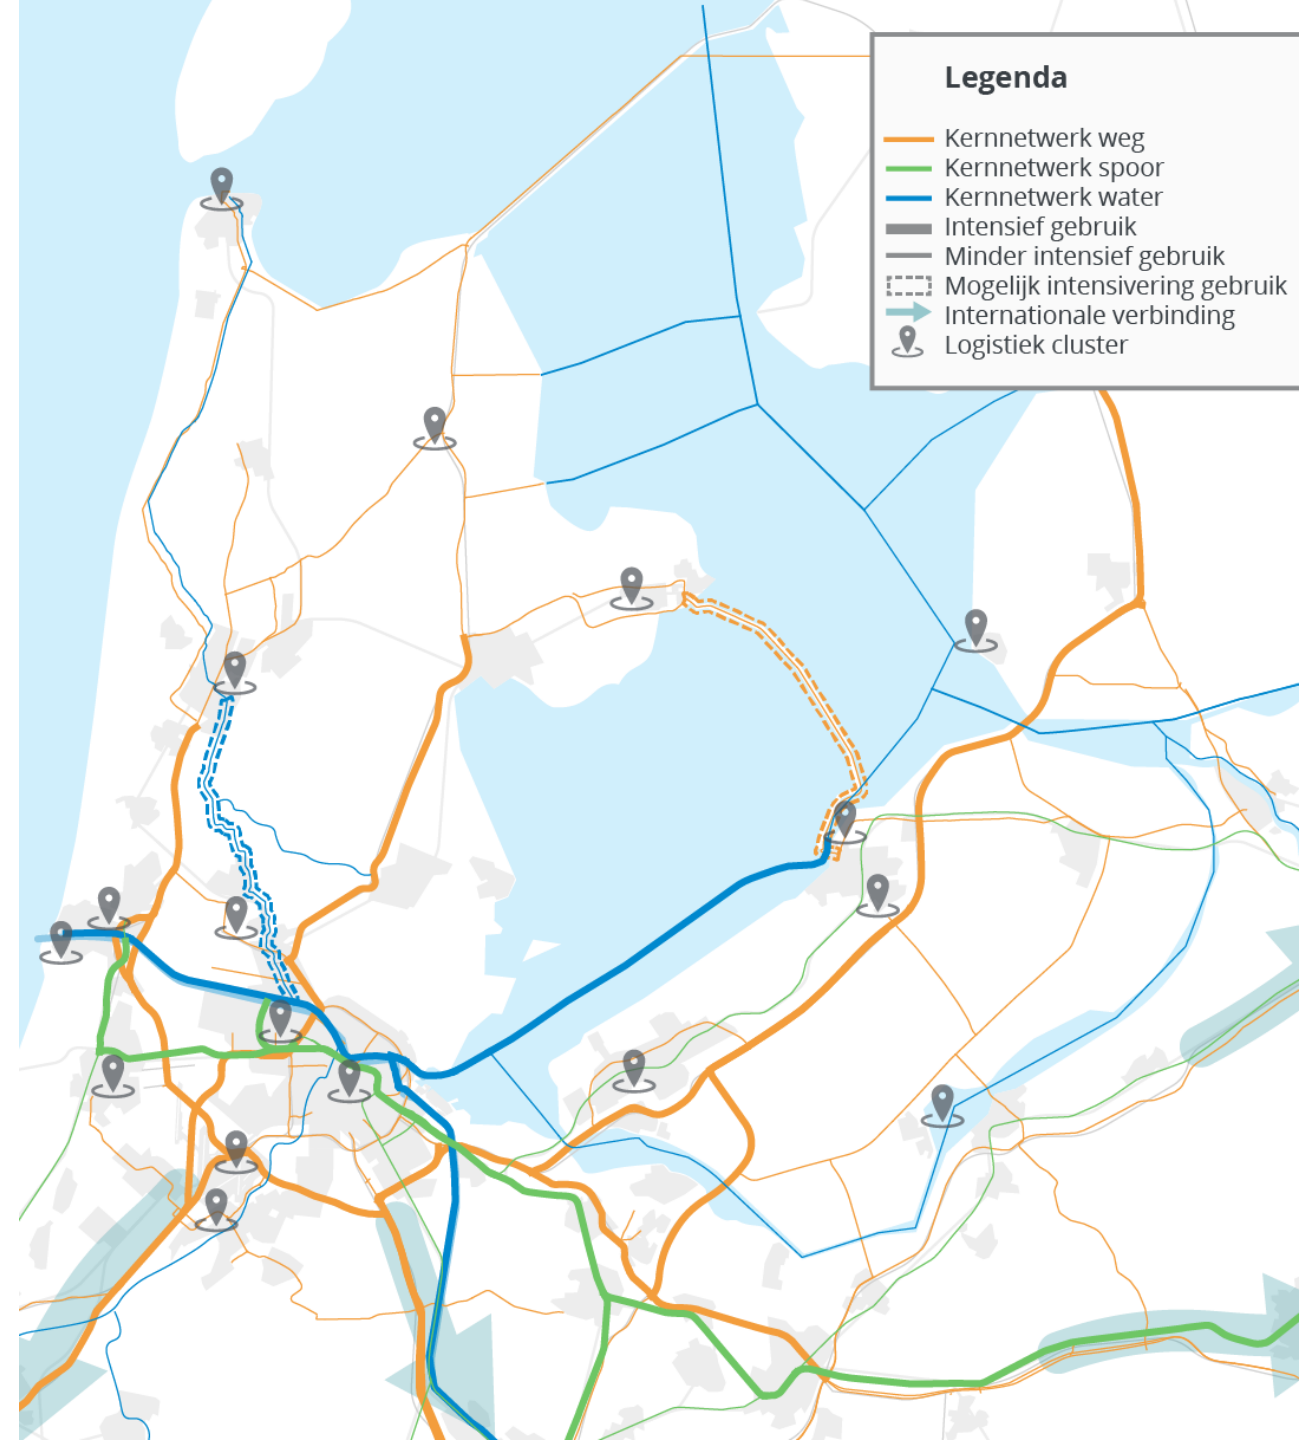 Legenda
Kernnetwerk weg
Kernnetwerk spoor
Kernnetwerk water
Intensief gebruik
Minder intensief gebruik
Mogelijk intensivering gebruik
Internationale verbinding
Logistiek cluster